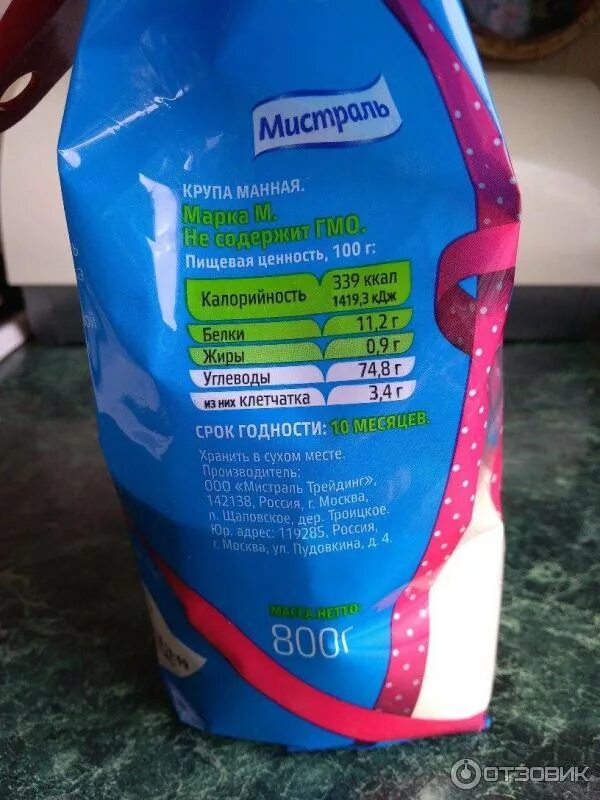 Мистраль
КРУПА МАННАЯ.
Марка М.
Не содержит ГМО.
Пищевая ценность, 100 г:
Калорийность 339 ккал
1419,3 кДж
Белки 11,2 г
Жиры 0,9 г
Углеводы 74,8 г
из них клетчатка 3,4 г
СРОК ГОДНОСТИ: 10 МЕСЯЦЕВ.
Хранить в сухом месте.
Производитель:
ООО «Мистраль Трейдинг»,
142138, Россия, г. Москва,
п. Щаповское, дер. Троицкое.
Юр. адрес: 119285. Россия,
г. Москва, ул. Пудовкина, д. 4.
МАССА НЕТТО
800г
ОТЗОВИК